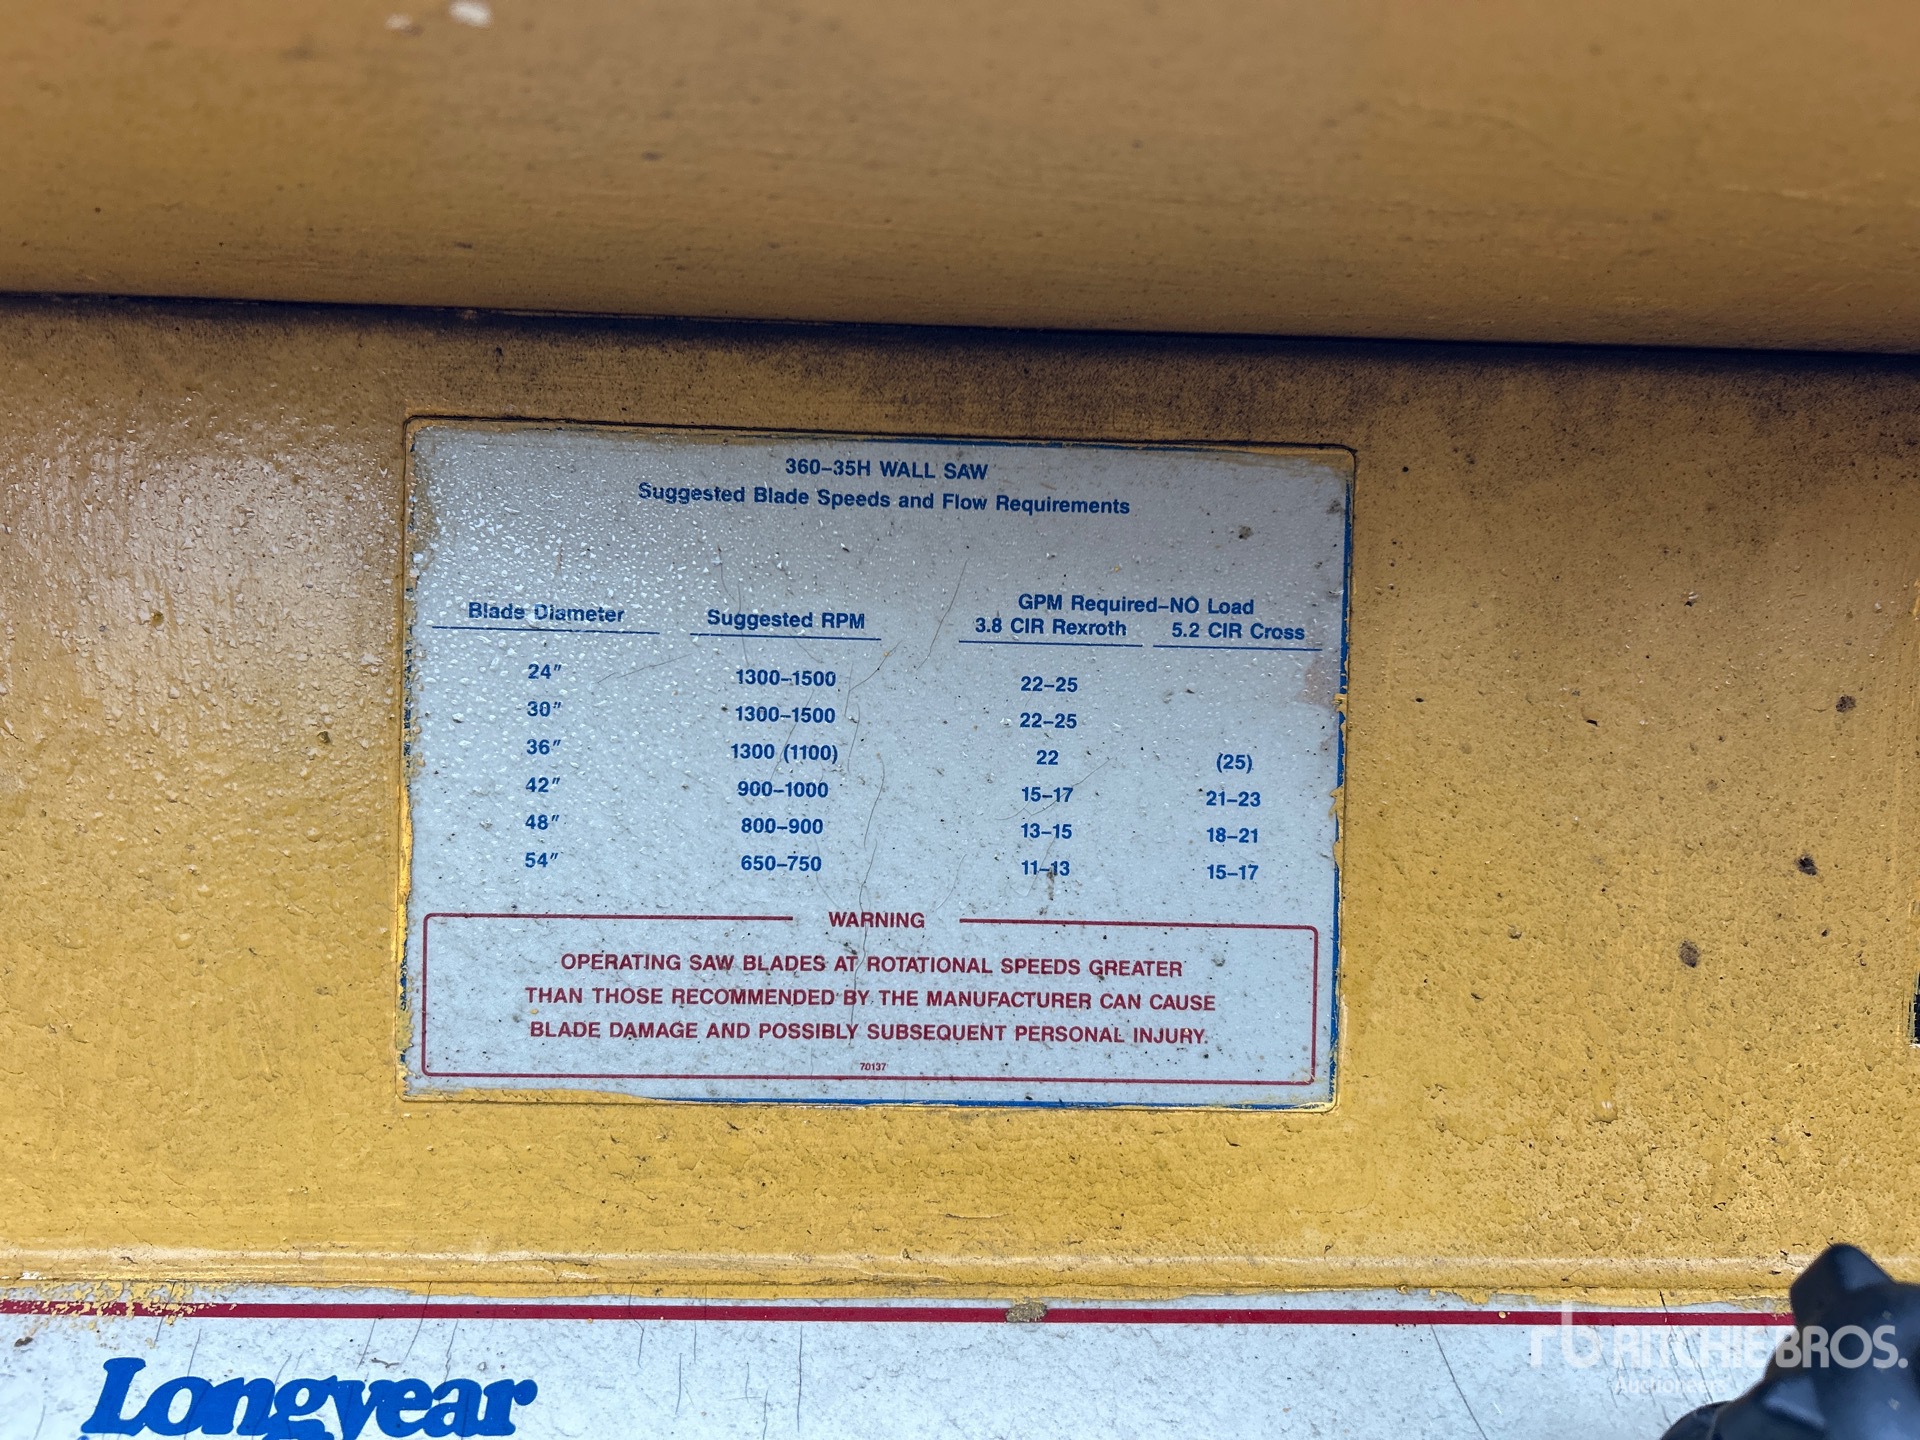 360-35H WALL SAW
Suggested Blade Speeds and Flow Requirements
GPM Required-NO Load
Blade Diameter Suggested RPM 3.8 CIR Rexroth 5.2 CIR Cross
24" 1300-1500 22-25
30" 1300-1500 22-25
36" 1300 (1100) 22 (25)
42" 900-1000 15-17 21-23
48" 800-900 13-15 18-21
54" 650-750 11-13 15-17
WARNING
OPERATING SAW BLADES AT ROTATIONAL SPEEDS GREATER
THAN THOSE RECOMMENDED BY THE MANUFACTURER CAN CAUSE
BLADE DAMAGE AND POSSIBLY SUBSEQUENT PERSONAL INJURY.
70137
Longyear
rb RITCHIE BROS.
Auctioneers